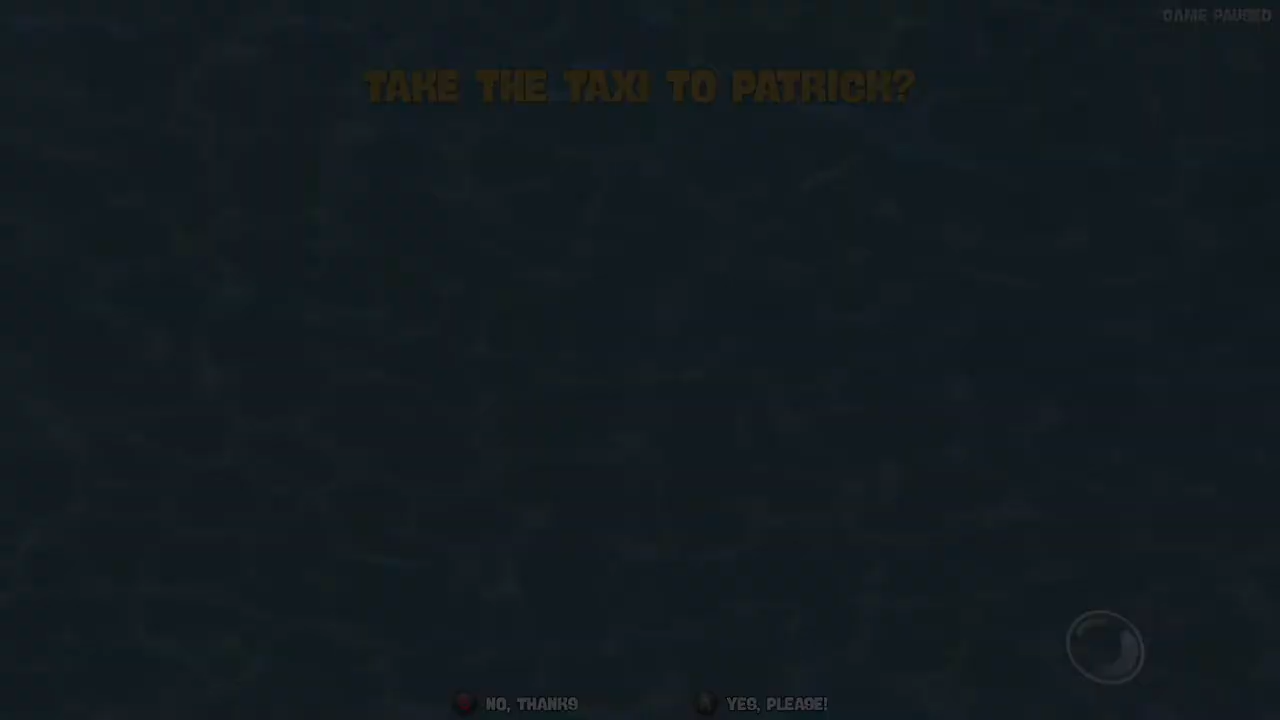 GAME PAUSED
TAKE THE TAXI TO PATRICK?
NO, THANKS
YES, PLEASE!